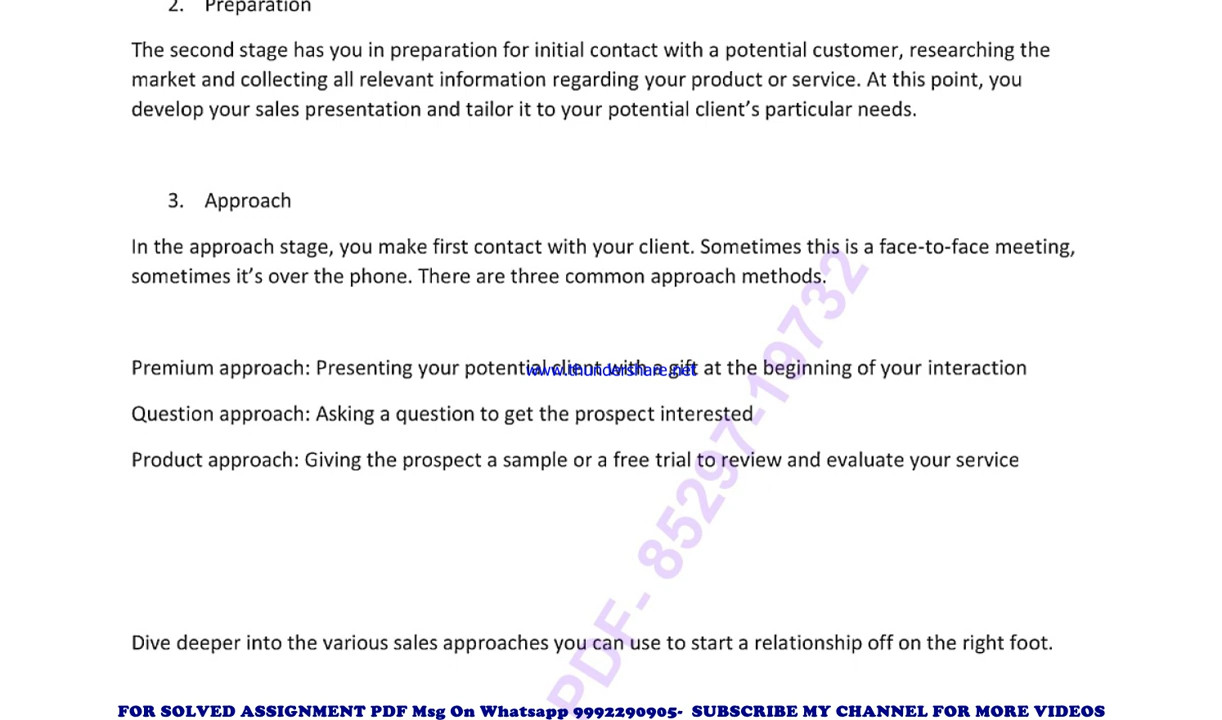 2. Preparation
The second stage has you in preparation for initial contact with a potential customer, researching the
market and collecting all relevant information regarding your product or service. At this point, you
develop your sales presentation and tailor it to your potential client's particular needs.
3. Approach
In the approach stage, you make first contact with your client. Sometimes this is a face-to-face meeting,
sometimes it's over the phone. There are three common approach methods.
Premium approach: Presenting your potential client with a gift at the beginning of your interaction
www.thundershare.net
Question approach: Asking a question to get the prospect interested
Product approach: Giving the prospect a sample or a free trial to review and evaluate your service
PDF- 85297-19732
Dive deeper into the various sales approaches you can use to start a relationship off on the right foot.
FOR SOLVED ASSIGNMENT PDF Msg On Whatsapp 9992290905- SUBSCRIBE MY CHANNEL FOR MORE VIDEOS